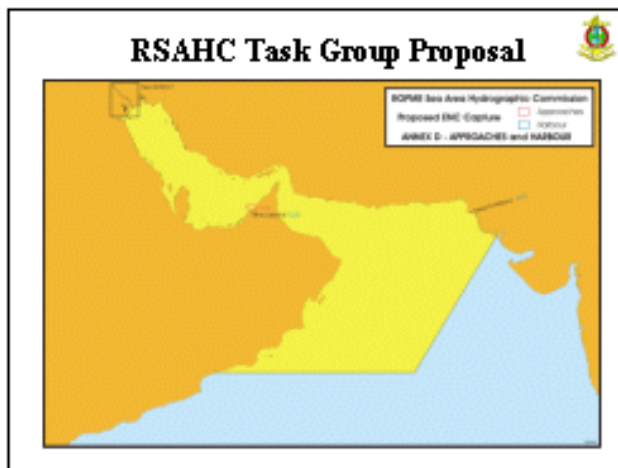 RSAHC Task Group Proposal
ROPME Sea Area Hydrographic Commission
Proposed ENC Capture
Approaches
Harbour
ANNEX D - APPROACHES and HARBOUR